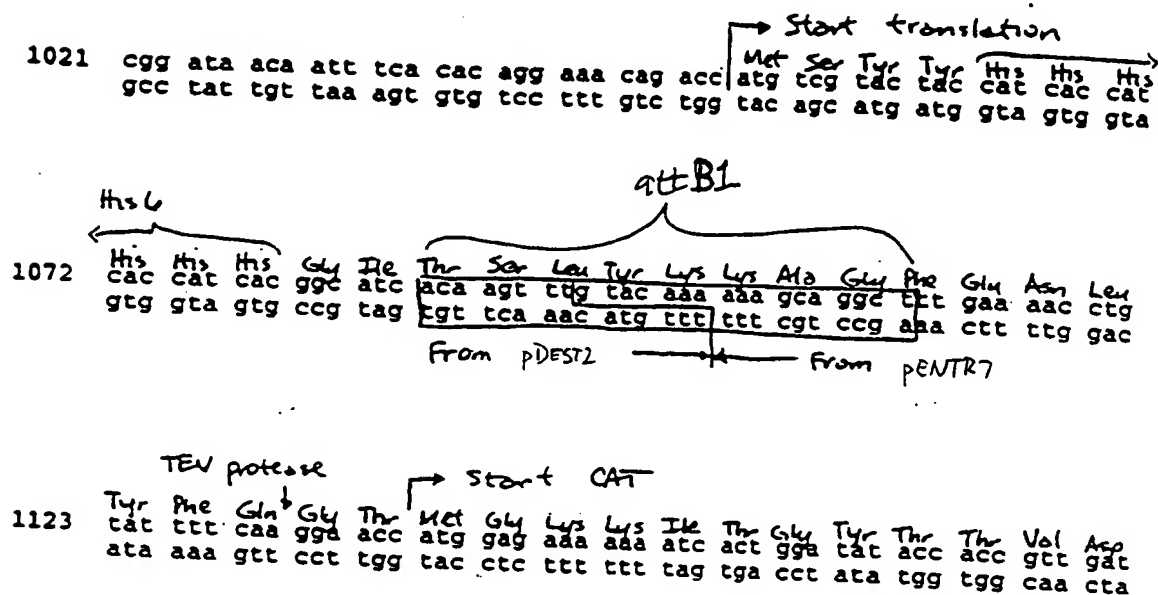 Start translation
Met Ser Tyr Tyr His His His
1021 cgg ata aca att tca cac agg aaa cag acc atg tcg tac tac cat cac cat
gcc tat tgt taa agt gtg tcc ttt gtc tgg tac agc atg atg gta gtg gta
attB1
His6
His His His Gly Ile Thr Ser Leu Tyr Lys Lys Ala Gly Phe Glu Asn Leu
1072 cac cat cac ggc atc aca agt ttg tac aaa aaa gca ggc ttt gaa aac ctg
gtg gta gtg ccg tag tgt tca aac atg ttt ttt cgt ccg aaa ctt ttg gac
From pDEST2 From pENTR7
TEV protease Start CAT
Tyr Phe Gln Gly Thr Met Gly Lys Lys Ile Thr Gly Tyr Thr Thr Val Asp
1123 tat ttt caa gga acc atg gag aaa aaa atc act gga tat acc acc gtt gat
ata aaa gtt cct tgg tac ctc ttt ttt tag tga cct ata tgg tgg caa cta